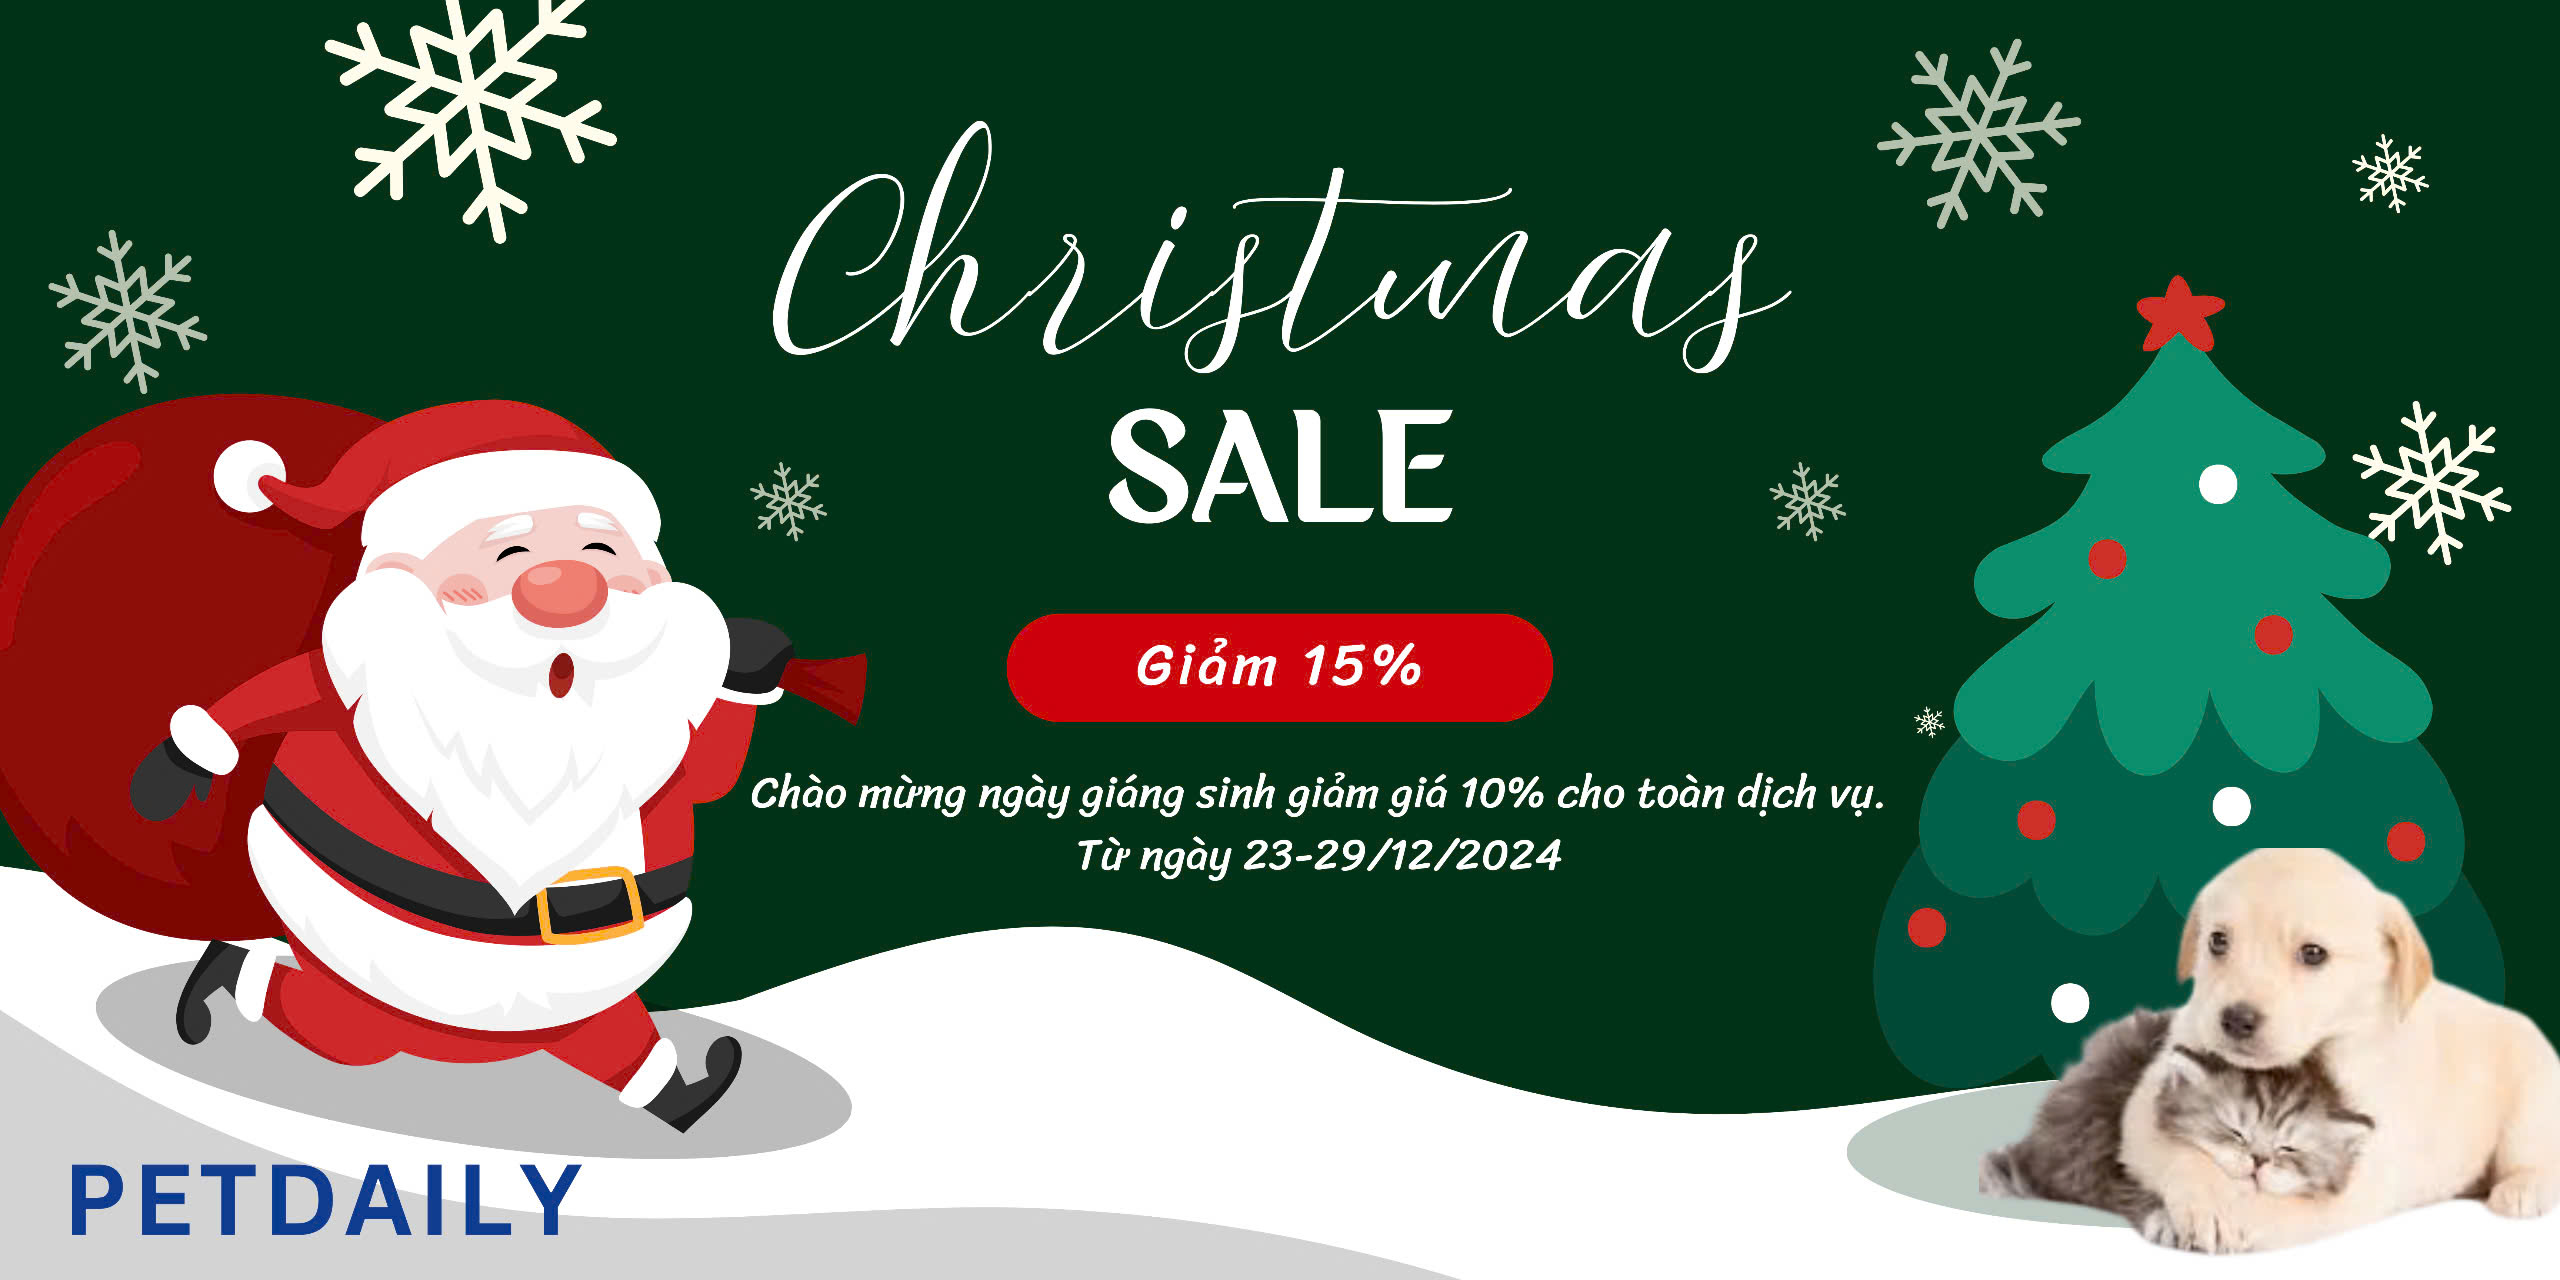 Christmas
SALE
Giảm 15%
Chào mừng ngày giáng sinh giảm giá 10% cho toàn dịch vụ.
Từ ngày 23-29/12/2024
PETDAILY